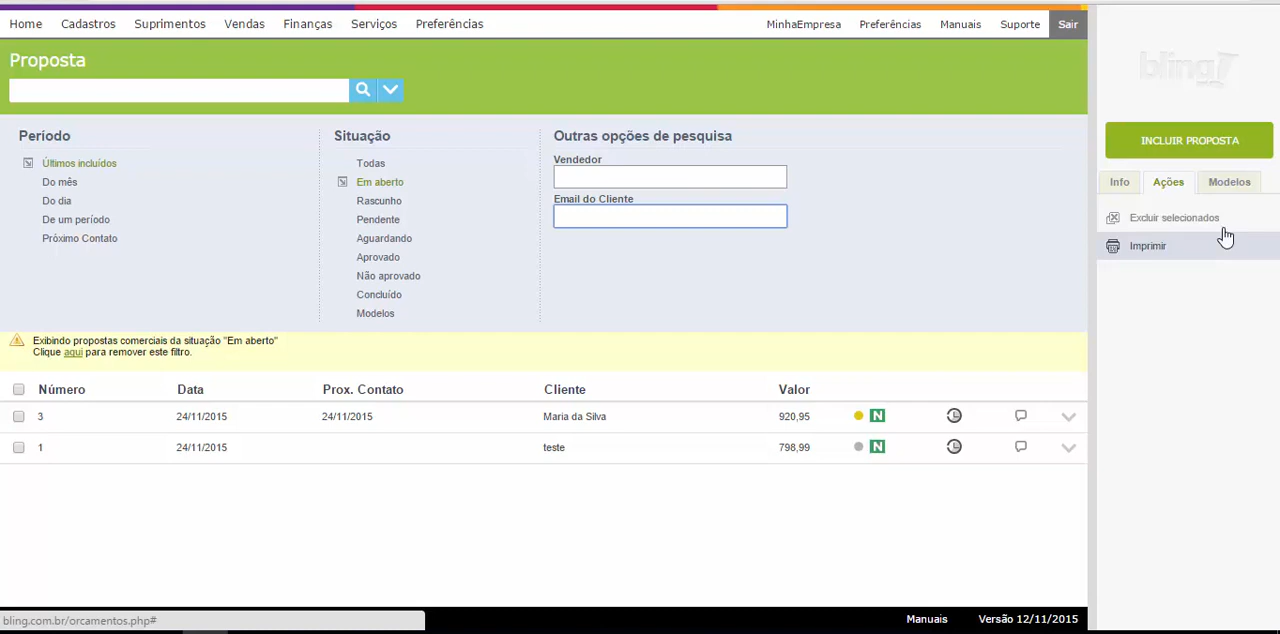 Home Cadastros Suprimentos Vendas Finanças Serviços Preferências MinhaEmpresa Preferências Manuais Suporte Sair
bling
Proposta
INCLUIR PROPOSTA
Info Ações Modelos
Excluir selecionados
Imprimir
Período
Últimos incluídos
Do mês
Do dia
De um período
Próximo Contato
Situação
Todas
Em aberto
Rascunho
Pendente
Aguardando
Aprovado
Não aprovado
Concluído
Modelos
Outras opções de pesquisa
Vendedor
Email do Cliente
Exibindo propostas comerciais da situação "Em aberto"
Clique aqui para remover este filtro.
Número Data Prox. Contato Cliente Valor
3 24/11/2015 24/11/2015 Maria da Silva 920,95 N
1 24/11/2015 teste 798,99 N
bling.com.br/orcamentos.php#
Manuais Versão 12/11/2015